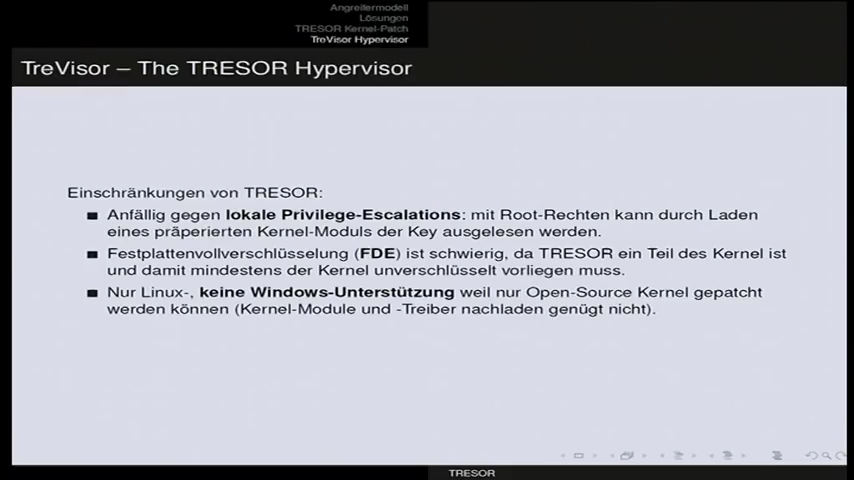 Angreifermodell
Lösungen
TRESOR Kernel-Patch
TreVisor Hypervisor
TreVisor – The TRESOR Hypervisor
Einschränkungen von TRESOR:
Anfällig gegen lokale Privilege-Escalations: mit Root-Rechten kann durch Laden
eines präperierten Kernel-Moduls der Key ausgelesen werden.
Festplattenvollverschlüsselung (FDE) ist schwierig, da TRESOR ein Teil des Kernel ist
und damit mindestens der Kernel unverschlüsselt vorliegen muss.
Nur Linux-, keine Windows-Unterstützung weil nur Open-Source Kernel gepatcht
werden können (Kernel-Module und -Treiber nachladen genügt nicht).
TRESOR